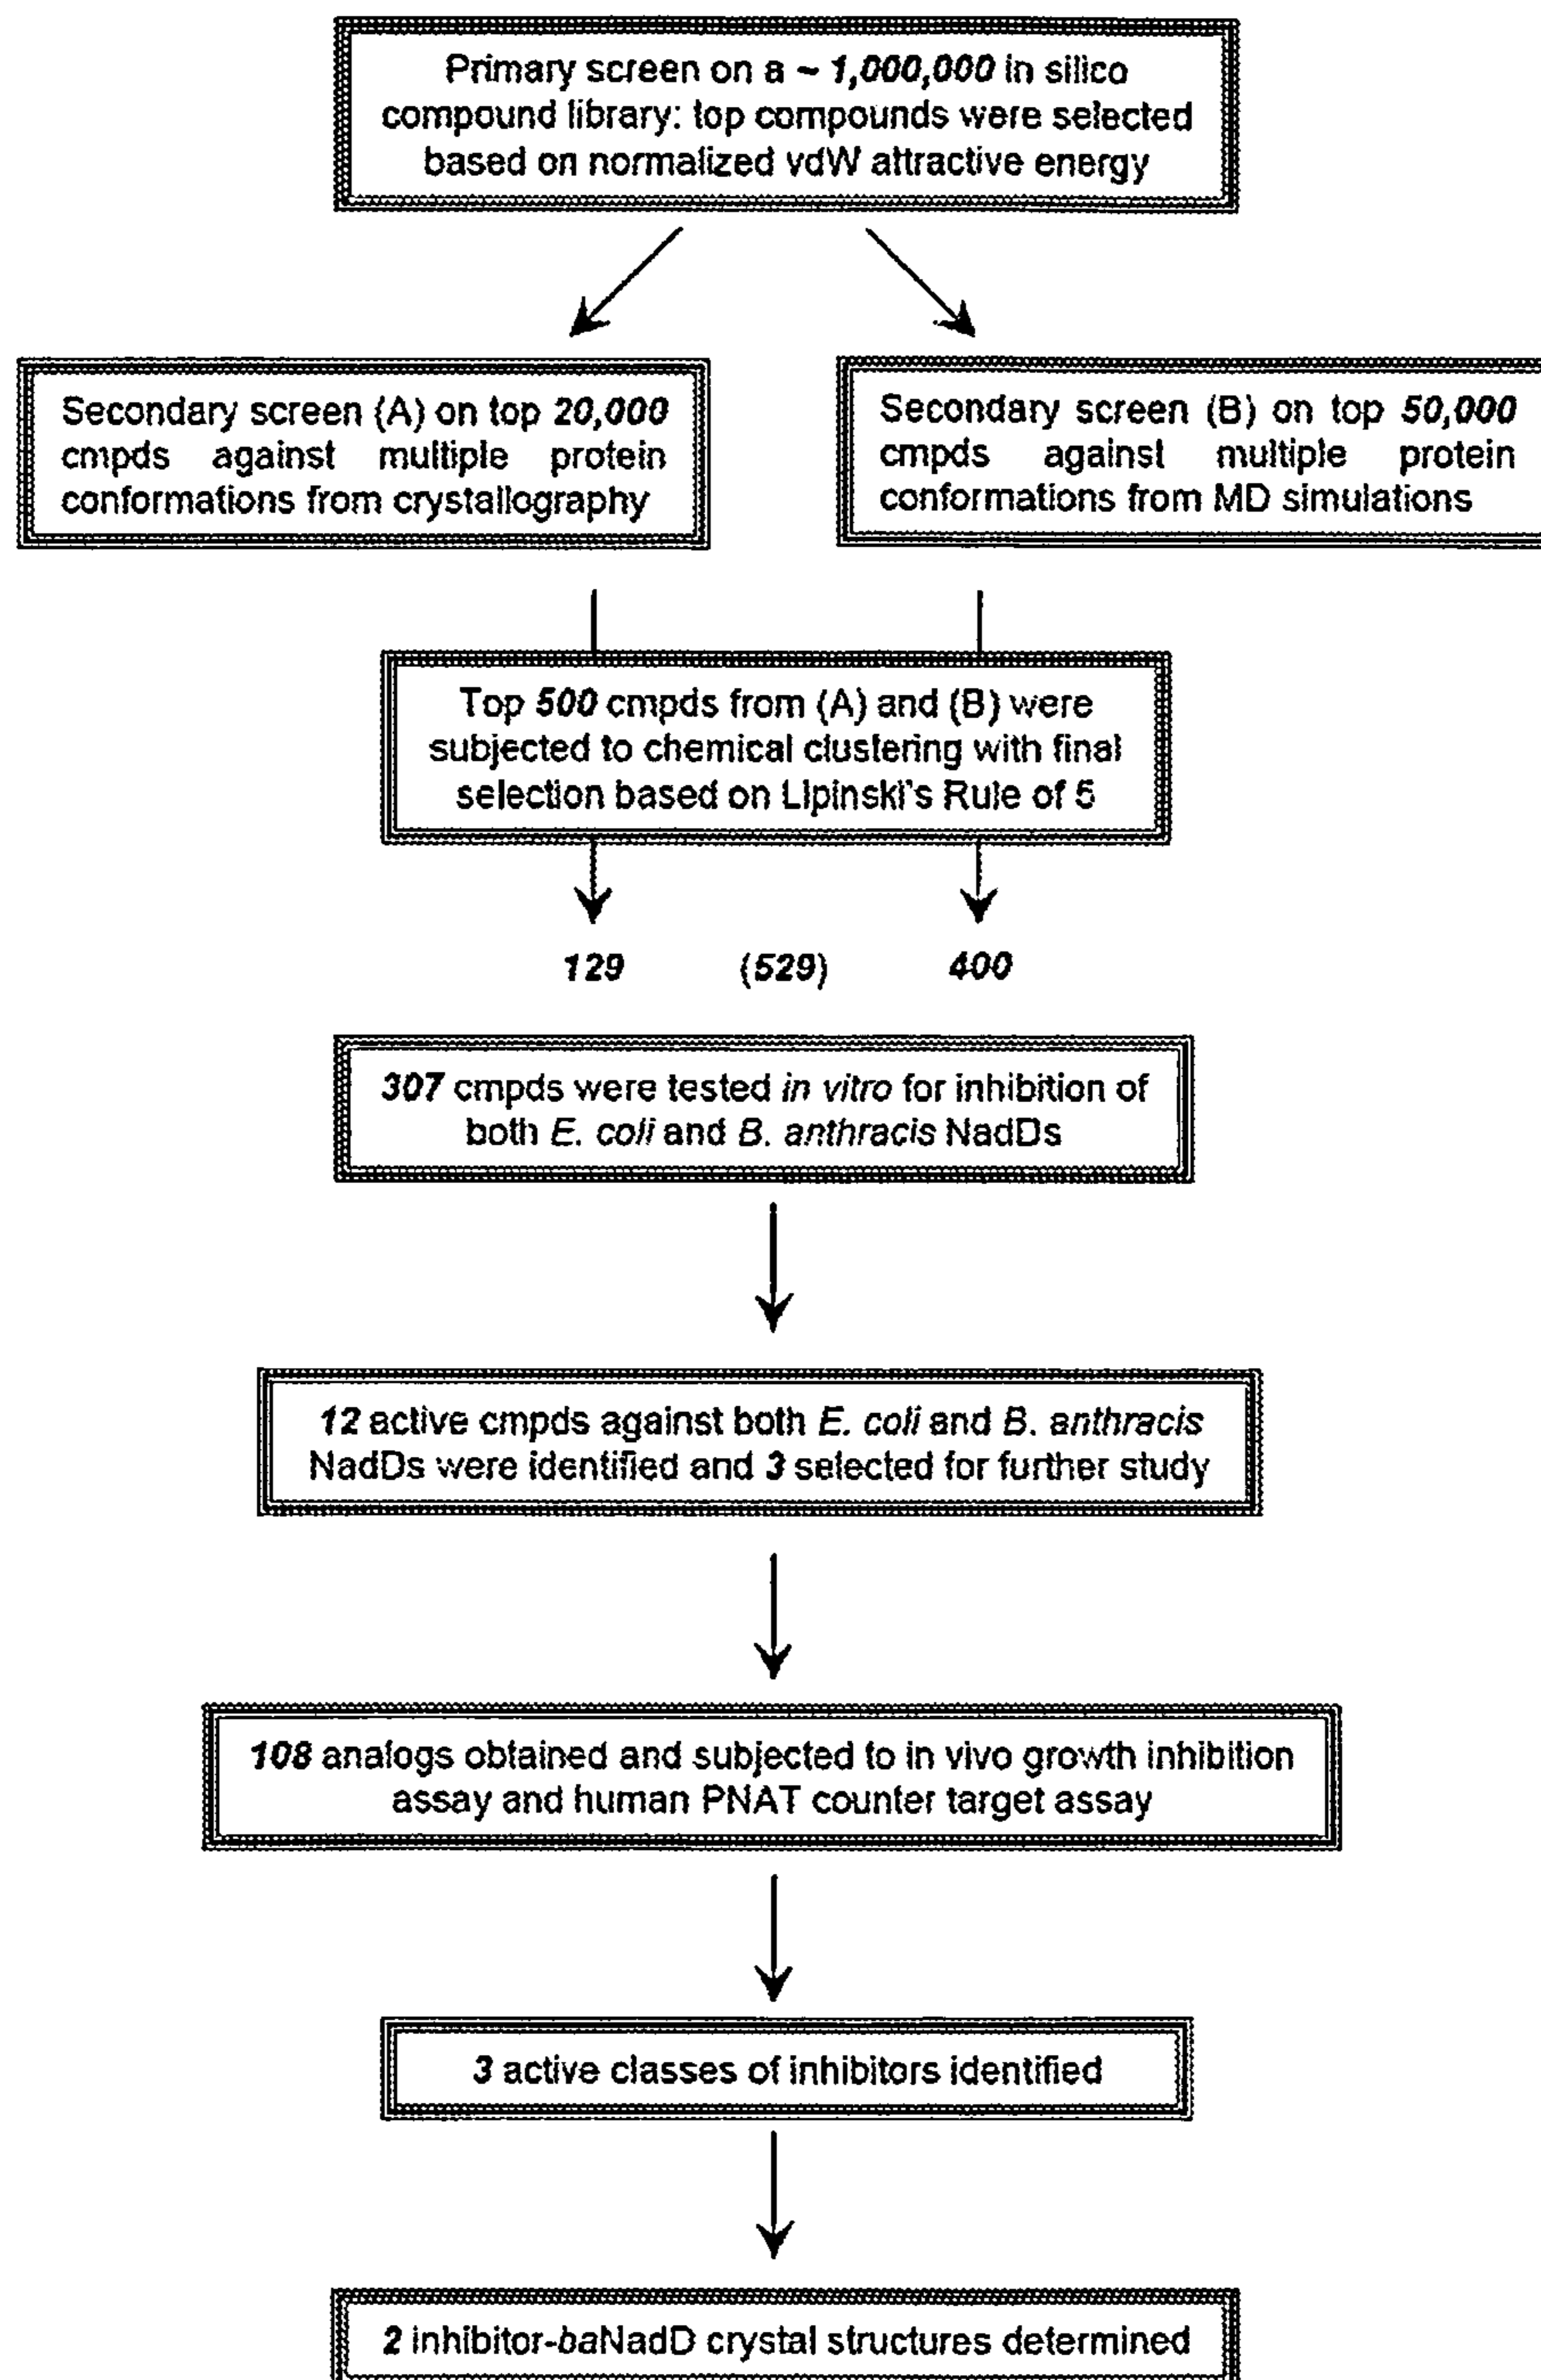 Primary screen on a ~ 1,000,000 in silico
compound library: top compounds were selected
based on normalized vdW attractive energy
Secondary screen (A) on top 20,000
cmpds against multiple protein
conformations from crystallography
Secondary screen (B) on top 50,000
cmpds against multiple protein
conformations from MD simulations
Top 500 cmpds from (A) and (B) were
subjected to chemical clustering with final
selection based on Lipinski's Rule of 5
129 (529) 400
307 cmpds were tested in vitro for inhibition of
both E. coli and B. anthracis NadDs
12 active cmpds against both E. coli and B. anthracis
NadDs were identified and 3 selected for further study
108 analogs obtained and subjected to in vivo growth inhibition
assay and human PNAT counter target assay
3 active classes of inhibitors identified
2 inhibitor-baNadD crystal structures determined